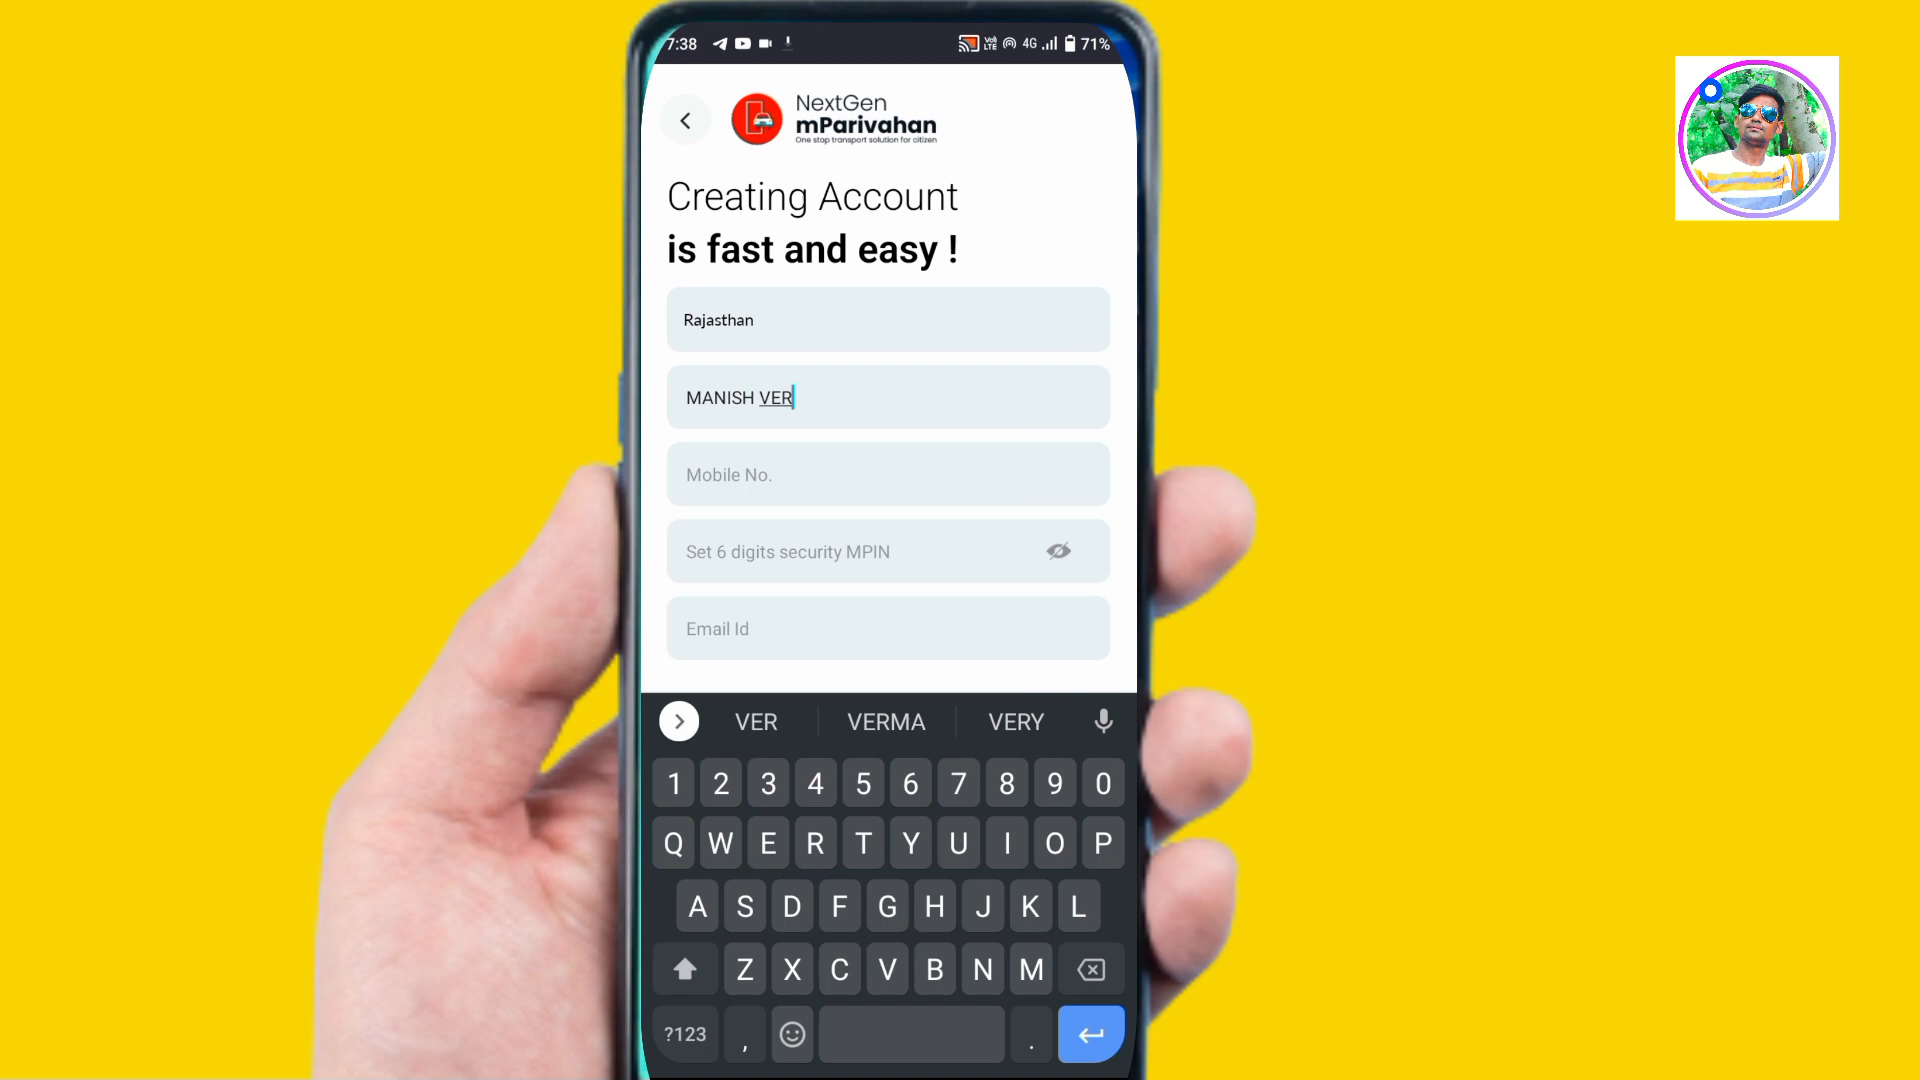 7:38 4G 71%
NextGen
mParivahan
One stop transport solution for citizen
Creating Account
is fast and easy !
Rajasthan
MANISH VER
Mobile No.
Set 6 digits security MPIN
Email Id
VER VERMA VERY
1 2 3 4 5 6 7 8 9 0
Q W E R T Y U I O P
A S D F G H J K L
Z X C V B N M
?123 , .